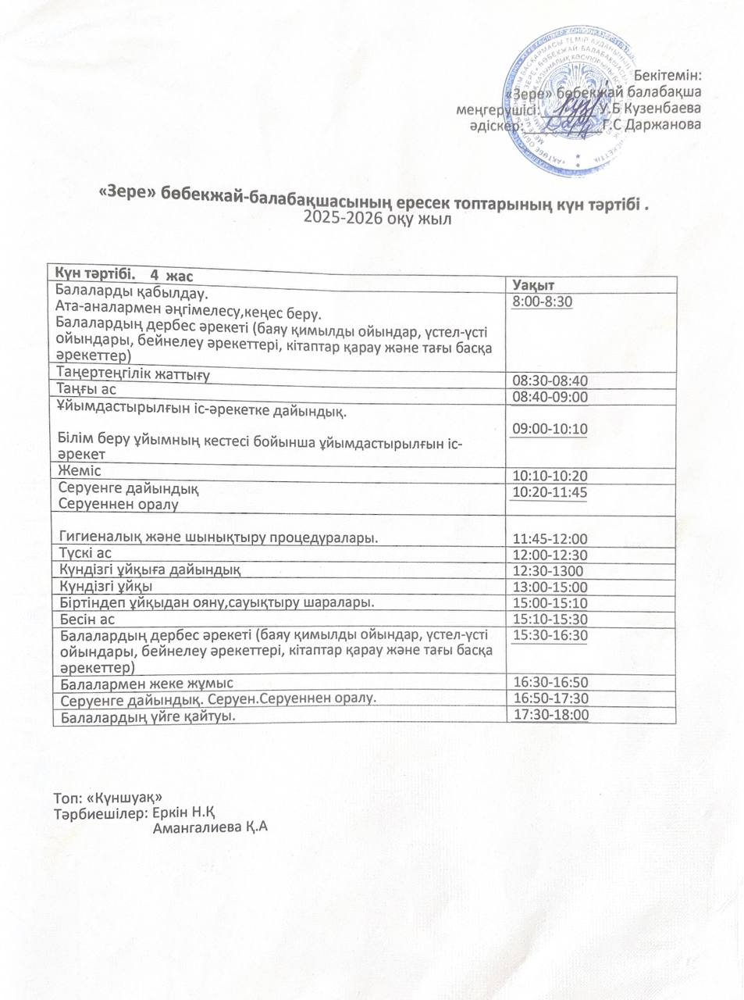 Бекітемін:
«Зере» бөбекжай балабақша
меңгерушісі: У.Б Кузенбаева
әдіскер: Г.С Даржанова
«Зере» бөбекжай-балабақшасының ересек топтарының күн тәртібі .
2025-2026 оқу жыл
Күн тәртібі. 4 жас
Уақыт
Балаларды қабылдау.
8:00-8:30
Ата-аналармен әңгімелесу,кеңес беру.
Балалардың дербес әрекеті (баяу қимылды ойындар, үстел-үсті
ойындары, бейнелеу әрекеттері, кітаптар қарау және тағы басқа
әрекеттер)
Таңертеңгілік жаттығу
08:30-08:40
Таңғы ас
08:40-09:00
Ұйымдастырылғын іс-әрекетке дайындық.
09:00-10:10
Білім беру ұйымның кестесі бойынша ұйымдастырылғын іс-
әрекет
Жеміс
10:10-10:20
Серуенге дайындық
10:20-11:45
Серуеннен оралу
Гигиеналық және шынықтыру процедуралары.
11:45-12:00
Түскі ас
12:00-12:30
Күндізгі ұйқыға дайындық
12:30-1300
Күндізгі ұйқы
13:00-15:00
Біртіндеп ұйқыдан ояну,сауықтыру шаралары.
15:00-15:10
Бесін ас
15:10-15:30
Балалардың дербес әрекеті (баяу қимылды ойындар, үстел-үсті
15:30-16:30
ойындары, бейнелеу әрекеттері, кітаптар қарау және тағы басқа
әрекеттер)
Балалармен жеке жұмыс
16:30-16:50
Серуенге дайындық. Серуен.Серуеннен оралу.
16:50-17:30
Балалардың үйге қайтуы.
17:30-18:00
Топ: «Күншуақ»
Тәрбиешілер: Еркін Н.Қ
Амангалиева Қ.А